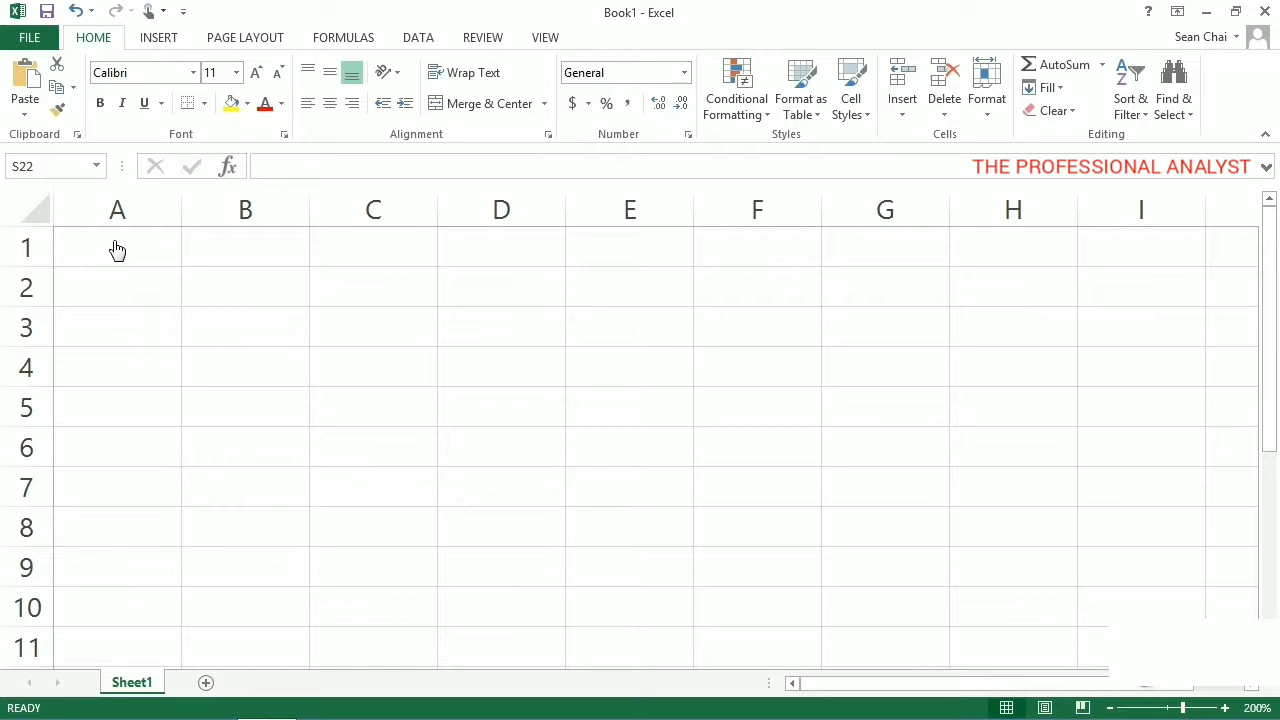 Book1 - Excel
?
FILE HOME INSERT PAGE LAYOUT FORMULAS DATA REVIEW VIEW Sean Chai
Paste
Calibri 11
B I U A
Wrap Text
Merge & Center
General
$ % ,
Conditional Formatting
Format as Table
Cell Styles
Insert Delete Format
AutoSum
Fill
Clear
Sort & Filter
Find & Select
Clipboard Font Alignment Number Styles Cells Editing
S22 fx THE PROFESSIONAL ANALYST
A B C D E F G H I
1
2
3
4
5
6
7
8
9
10
11
Sheet1
READY 200%